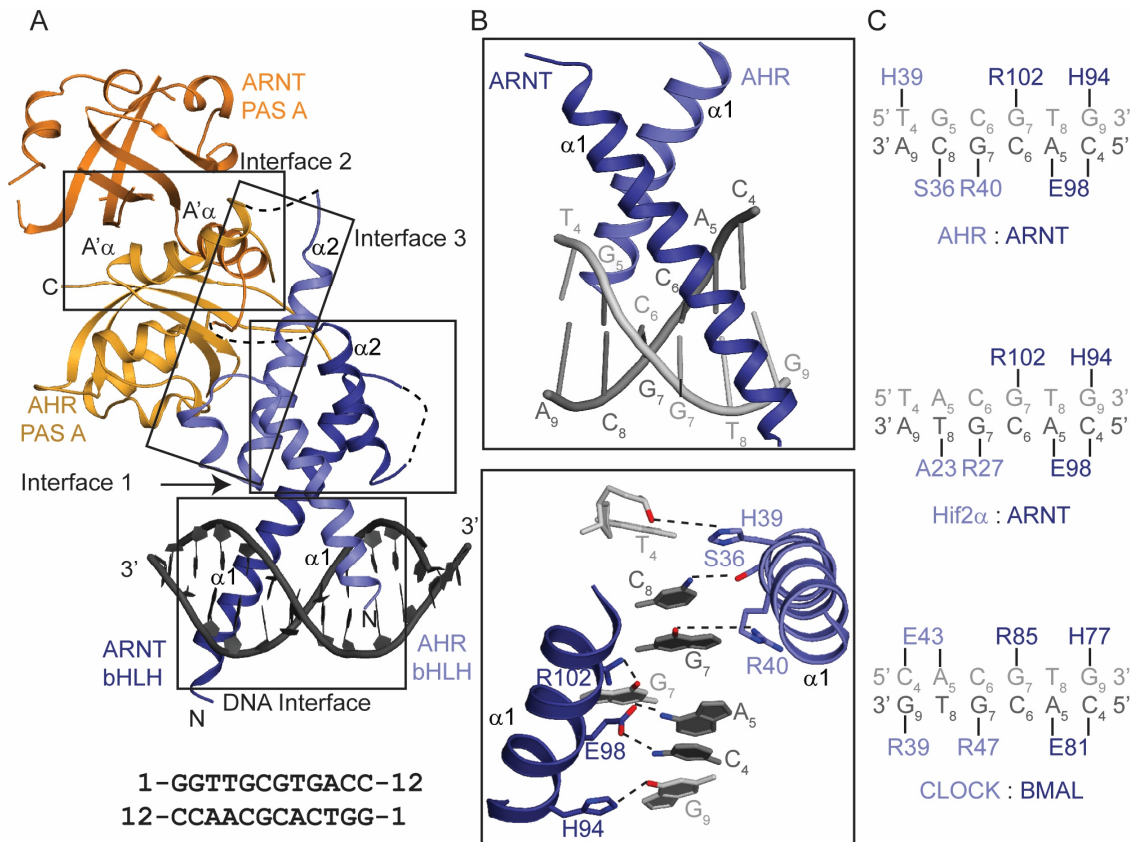 A
ARNT
PAS A
Interface 2
A'α
α2
Interface 3
A'α
C
α2
AHR
PAS A
Interface 1
3'
3'
α1
α1
N
ARNT
bHLH
AHR
bHLH
N
DNA Interface
1-GGTTGCGTGACC-12
12-CCAACGCACTGG-1
B
ARNT
AHR
α1
α1
C4
T4
A5
G5
C6
C6
G9
A9
G7
G7
C8
T8
H39
T4
S36
C8
G7
R40
α1
R102
G7
α1
A5
E98
C4
H94
G9
C
H39 R102 H94
5' T4 G5 C6 G7 T8 G9 3'
3' A9 C8 G7 C6 A5 C4 5'
S36 R40 E98
AHR : ARNT
R102 H94
5' T4 A5 C6 G7 T8 G9 3'
3' A9 T8 G7 C6 A5 C4 5'
A23 R27 E98
Hif2α : ARNT
E43 R85 H77
5' C4 A5 C6 G7 T8 G9 3'
3' G9 T8 G7 C6 A5 C4 5'
R39 R47 E81
CLOCK : BMAL